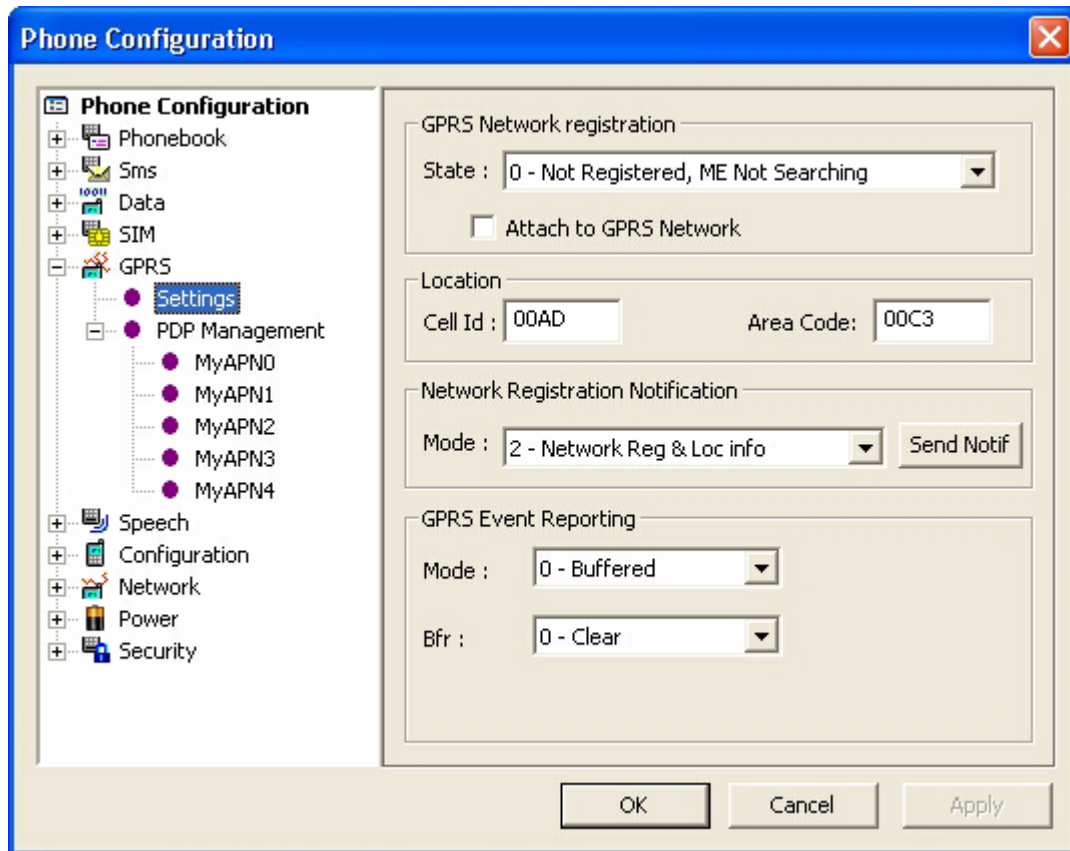 Phone Configuration
Phone Configuration
Phonebook
Sms
Data
SIM
GPRS
Settings
PDP Management
MyAPN0
MyAPN1
MyAPN2
MyAPN3
MyAPN4
Speech
Configuration
Network
Power
Security
GPRS Network registration
State : 0 - Not Registered, ME Not Searching
Attach to GPRS Network
Location
Cell Id : 00AD Area Code: 00C3
Network Registration Notification
Mode : 2 - Network Reg & Loc info Send Notif
GPRS Event Reporting
Mode : 0 - Buffered
Bfr : 0 - Clear
OK Cancel Apply